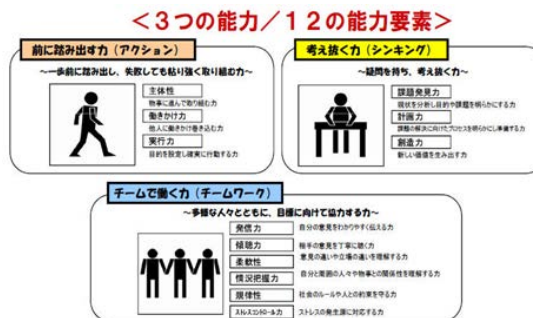 ＜３つの能力／１２の能力要素＞
前に踏み出す力（アクション）
～一歩前に踏み出し、失敗しても粘り強く取り組む力～
主体性
物事に進んで取り組む力
働きかけ力
他人に働きかけ巻き込む力
実行力
目的を設定し確実に行動する力
考え抜く力（シンキング）
～疑問を持ち、考え抜く力～
課題発見力
現状を分析し目的や課題を明らかにする力
計画力
課題の解決に向けたプロセスを明らかにし準備する力
創造力
新しい価値を生み出す力
チームで働く力（チームワーク）
～多様な人々とともに、目標に向けて協力する力～
発信力 自分の意見をわかりやすく伝える力
傾聴力 相手の意見を丁寧に聴く力
柔軟性 意見の違いや立場の違いを理解する力
情況把握力 自分と周囲の人々や物事との関係性を理解する力
規律性 社会のルールや人との約束を守る力
ストレスコントロール力 ストレスの発生源に対応する力